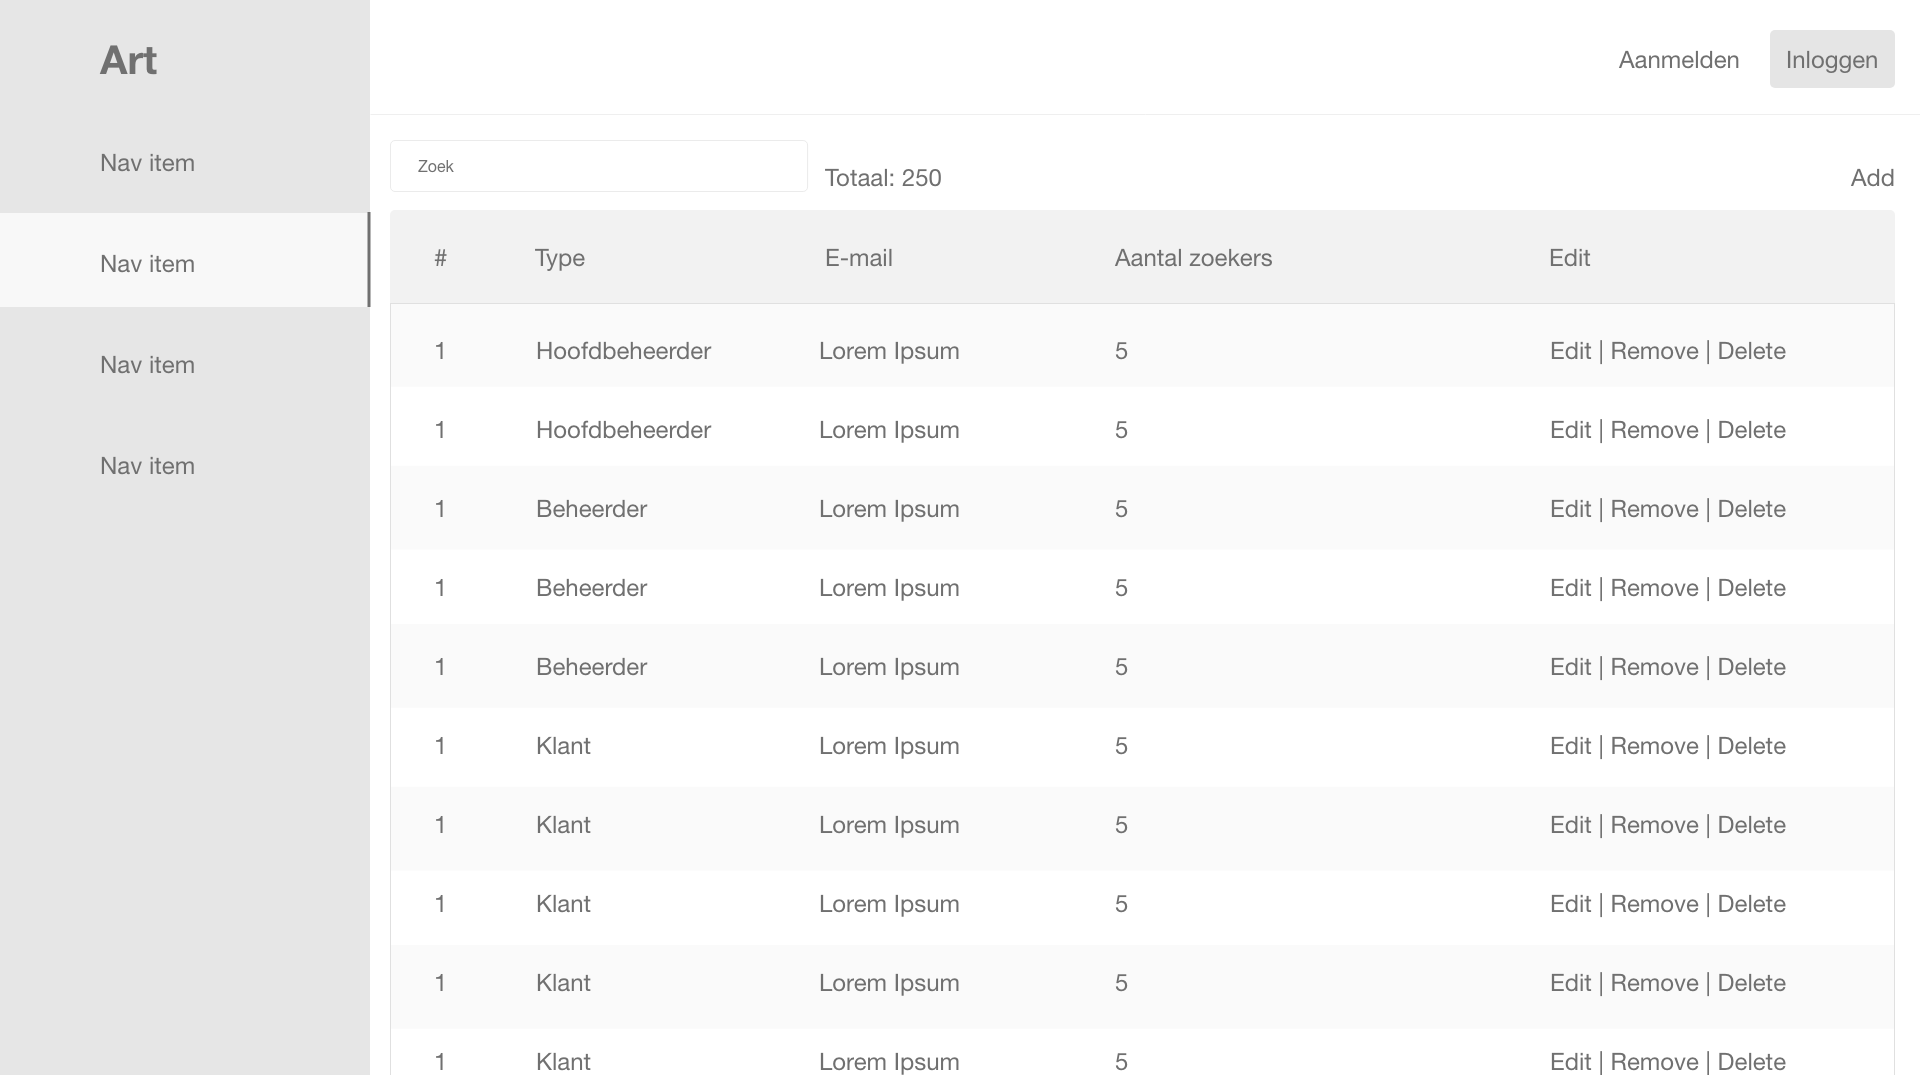 Art
Aanmelden Inloggen
Nav item
Nav item
Nav item
Nav item
Zoek Totaal: 250 Add
# Type E-mail Aantal zoekers Edit
1 Hoofdbeheerder Lorem Ipsum 5 Edit | Remove | Delete
1 Hoofdbeheerder Lorem Ipsum 5 Edit | Remove | Delete
1 Beheerder Lorem Ipsum 5 Edit | Remove | Delete
1 Beheerder Lorem Ipsum 5 Edit | Remove | Delete
1 Beheerder Lorem Ipsum 5 Edit | Remove | Delete
1 Klant Lorem Ipsum 5 Edit | Remove | Delete
1 Klant Lorem Ipsum 5 Edit | Remove | Delete
1 Klant Lorem Ipsum 5 Edit | Remove | Delete
1 Klant Lorem Ipsum 5 Edit | Remove | Delete
1 Klant Lorem Ipsum 5 Edit | Remove | Delete